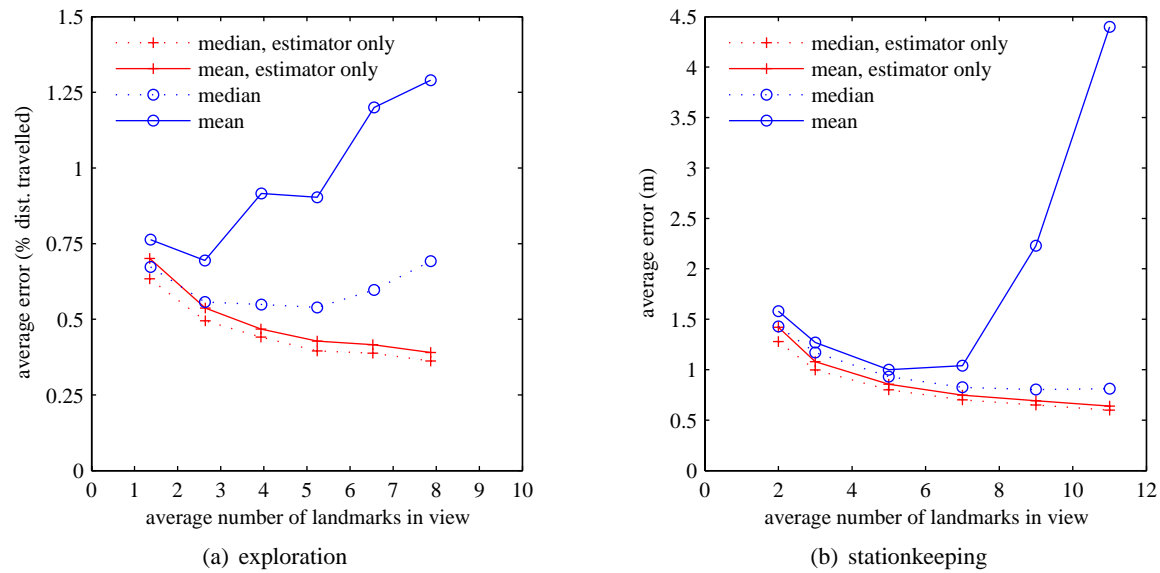 1.5
1.25
1
0.75
0.5
0.25
0
average error (% dist. travelled)
median, estimator only
mean, estimator only
median
mean
0 1 2 3 4 5 6 7 8 9 10
average number of landmarks in view
(a) exploration
4.5
4
3.5
3
2.5
2
1.5
1
0.5
0
average error (m)
median, estimator only
mean, estimator only
median
mean
0 2 4 6 8 10 12
average number of landmarks in view
(b) stationkeeping